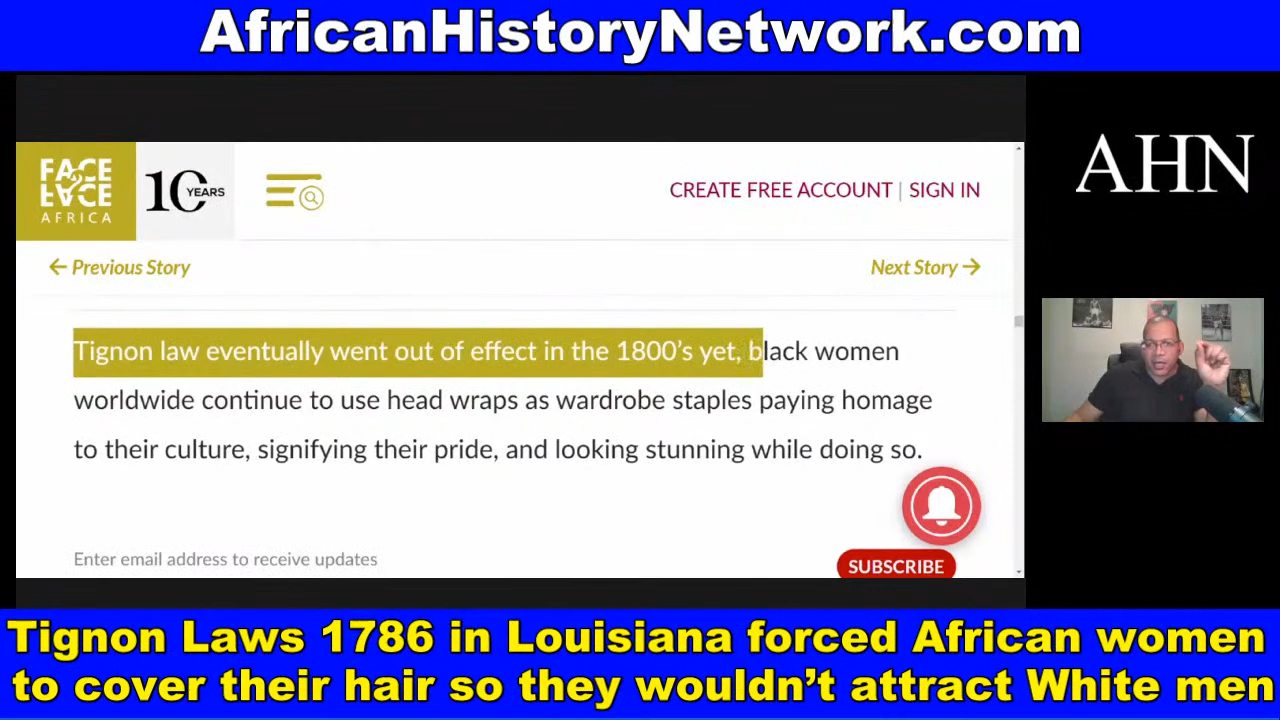 AfricanHistoryNetwork.com
AHN
FACE
2
FACE
AFRICA
10 YEARS
CREATE FREE ACCOUNT | SIGN IN
← Previous Story
Next Story →
Tignon law eventually went out of effect in the 1800's yet, black women
worldwide continue to use head wraps as wardrobe staples paying homage
to their culture, signifying their pride, and looking stunning while doing so.
Enter email address to receive updates
SUBSCRIBE
Tignon Laws 1786 in Louisiana forced African women
to cover their hair so they wouldn't attract White men